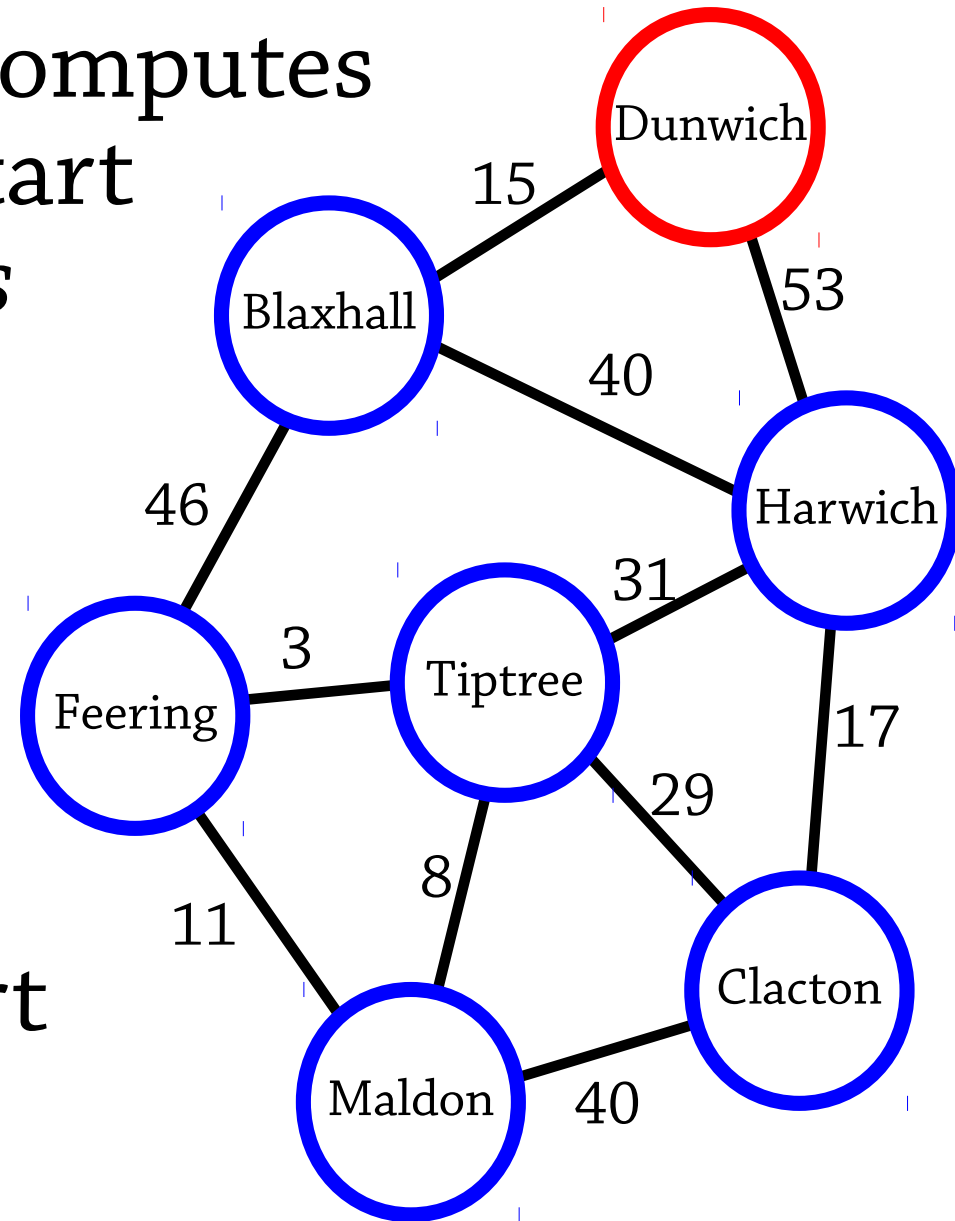 omputes
tart
s
Dunwich
15
53
Blaxhall
40
Harwich
46
31
3
Tiptree
Feering
17
29
8
11
rt
Clacton
Maldon
40